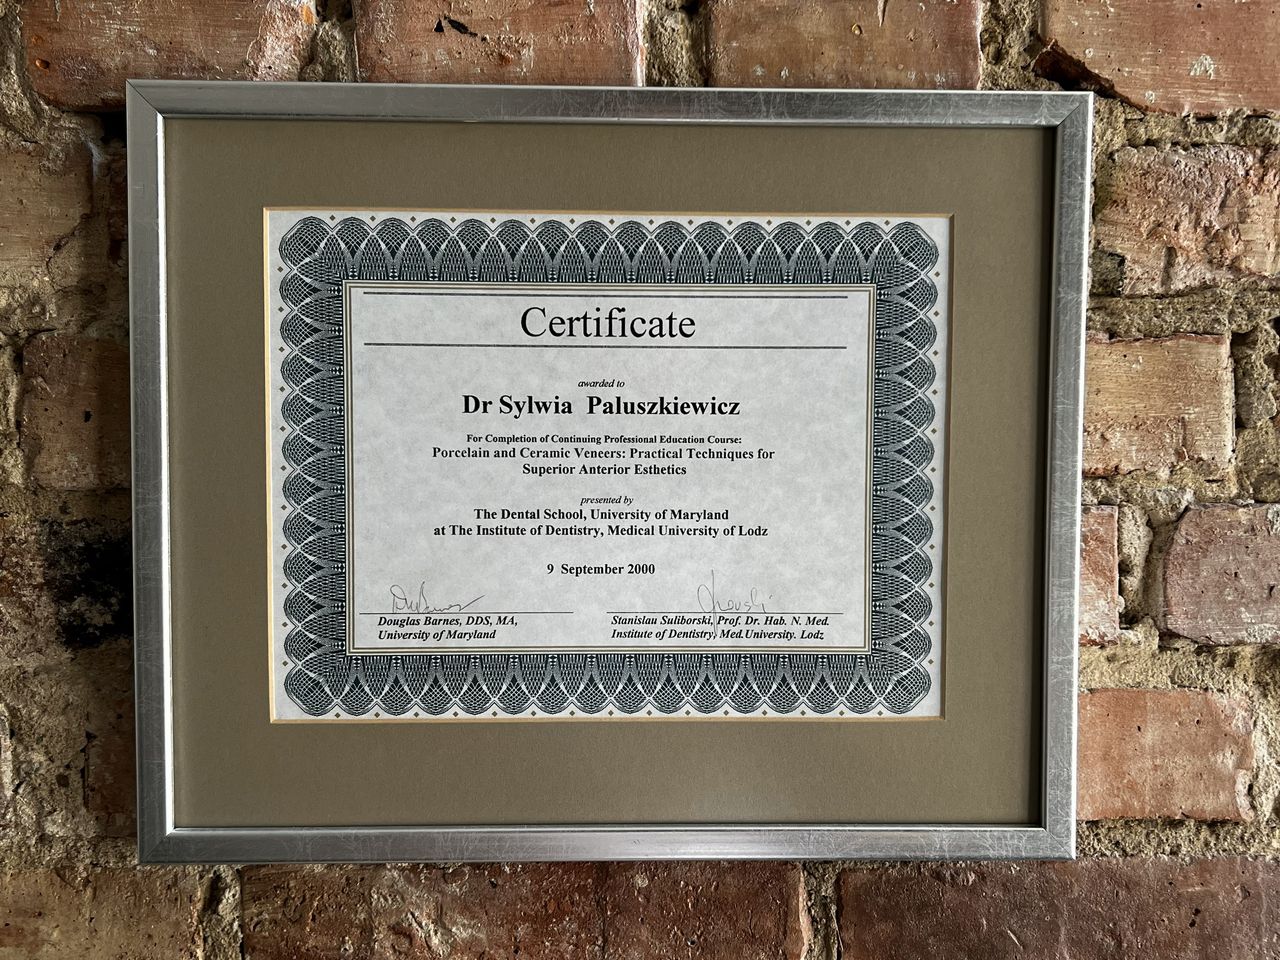 Certificate
awarded to
Dr Sylwia Paluszkiewicz
For Completion of Continuing Professional Education Course:
Porcelain and Ceramic Veneers: Practical Techniques for
Superior Anterior Esthetics
presented by
The Dental School, University of Maryland
at The Institute of Dentistry, Medical University of Lodz
9 September 2000
Douglas Barnes, DDS, MA,
University of Maryland
Stanislau Suliborski, Prof. Dr. Hab. N. Med.
Institute of Dentistry, Med.University. Lodz